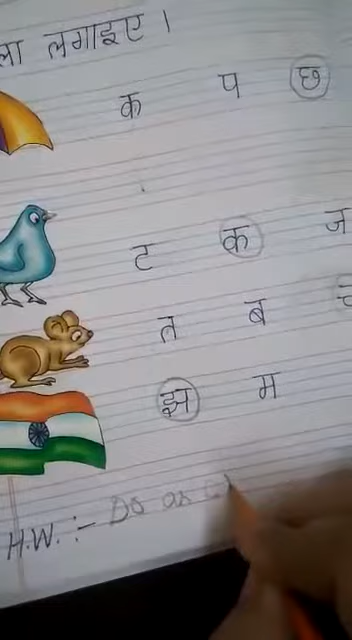 ला लगाइए ।
क प छ
ट क ज
त ब च
झ म
H.W. :- Do as